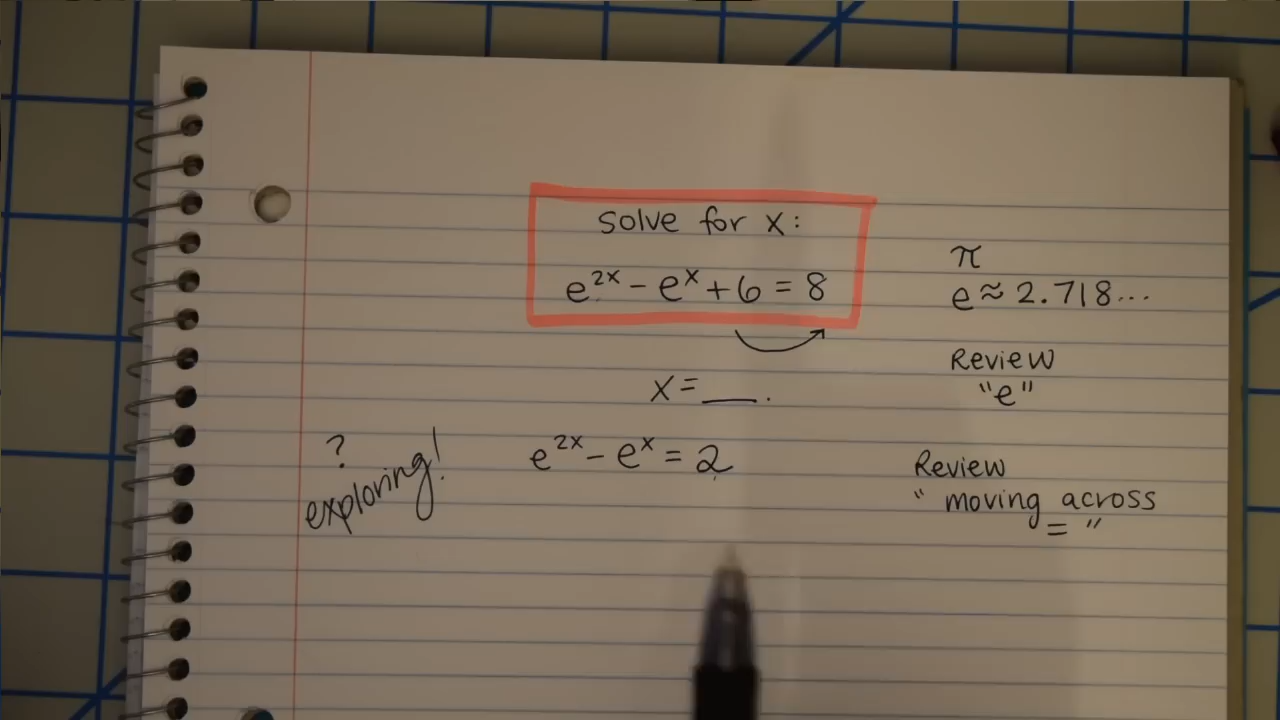 solve for x:
e^{2x} - e^x + 6 = 8
π
e ≈ 2.718...
Review
"e"
x = ___.
?
exploring!
e^{2x} - e^x = 2
Review
" moving across
= "